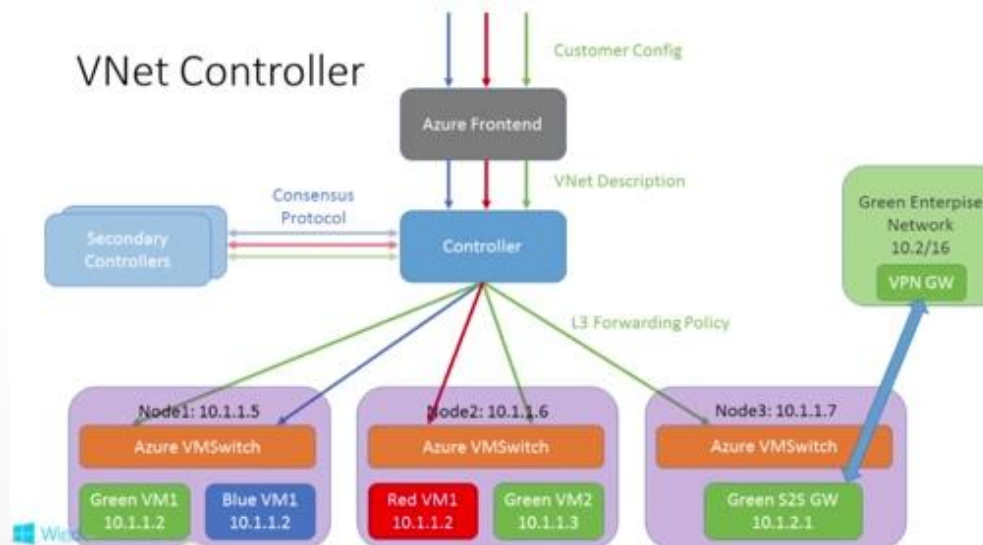 VNet Controller
Customer Config
Azure Frontend
VNet Description
Consensus
Protocol
Secondary
Controllers
Controller
Green Enterpise
Network
10.2/16
VPN GW
L3 Forwarding Policy
Node1: 10.1.1.5
Azure VMSwitch
Green VM1
10.1.1.2
Blue VM1
10.1.1.2
Node2: 10.1.1.6
Azure VMSwitch
Red VM1
10.1.1.2
Green VM2
10.1.1.3
Node3: 10.1.1.7
Azure VMSwitch
Green S2S GW
10.1.2.1